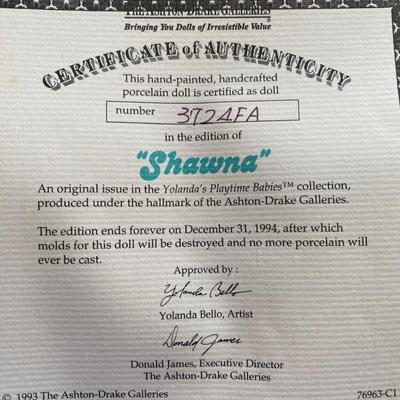 THE ASHTON-DRAKE GALLERIES
Bringing You Dolls of Irresistible Value
CERTIFICATE of AUTHENTICITY
This hand-painted, handcrafted
porcelain doll is certified as doll
number 3724FA
in the edition of
"Shawna"
An original issue in the Yolanda's Playtime Babies™ collection,
produced under the hallmark of the Ashton-Drake Galleries.
The edition ends forever on December 31, 1994, after which
molds for this doll will be destroyed and no more porcelain will
ever be cast.
Approved by :
Yolanda Bello
Yolanda Bello, Artist
Donald James
Donald James, Executive Director
The Ashton-Drake Galleries
© 1993 The Ashton-Drake Galleries 76963-C1